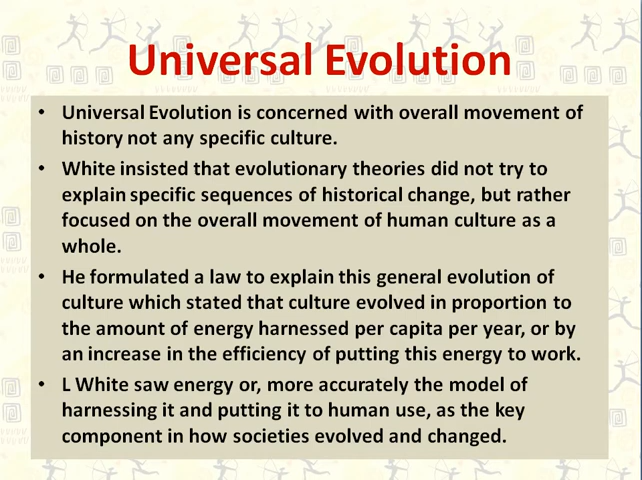 Universal Evolution
• Universal Evolution is concerned with overall movement of
history not any specific culture.
• White insisted that evolutionary theories did not try to
explain specific sequences of historical change, but rather
focused on the overall movement of human culture as a
whole.
• He formulated a law to explain this general evolution of
culture which stated that culture evolved in proportion to
the amount of energy harnessed per capita per year, or by
an increase in the efficiency of putting this energy to work.
• L White saw energy or, more accurately the model of
harnessing it and putting it to human use, as the key
component in how societies evolved and changed.